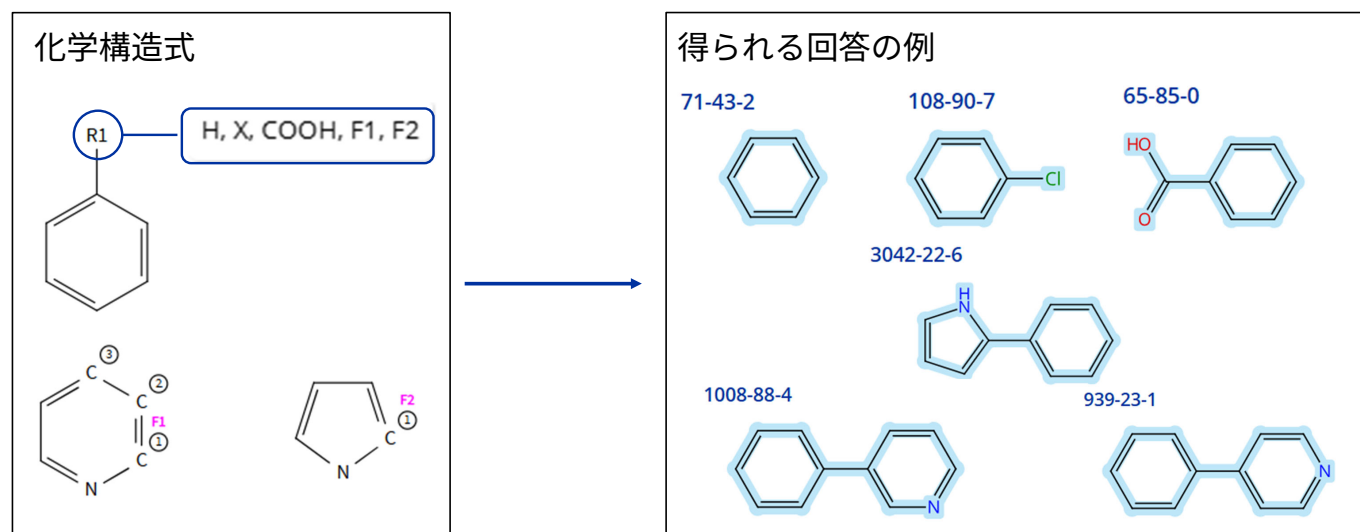 化学構造式
R1
H, X, COOH, F1, F2
③
C
②
C
F1
①
C
N
F2
①
C
N
得られる回答の例
71-43-2
108-90-7
Cl
65-85-0
HO
O
3042-22-6
H
N
1008-88-4
N
939-23-1
N